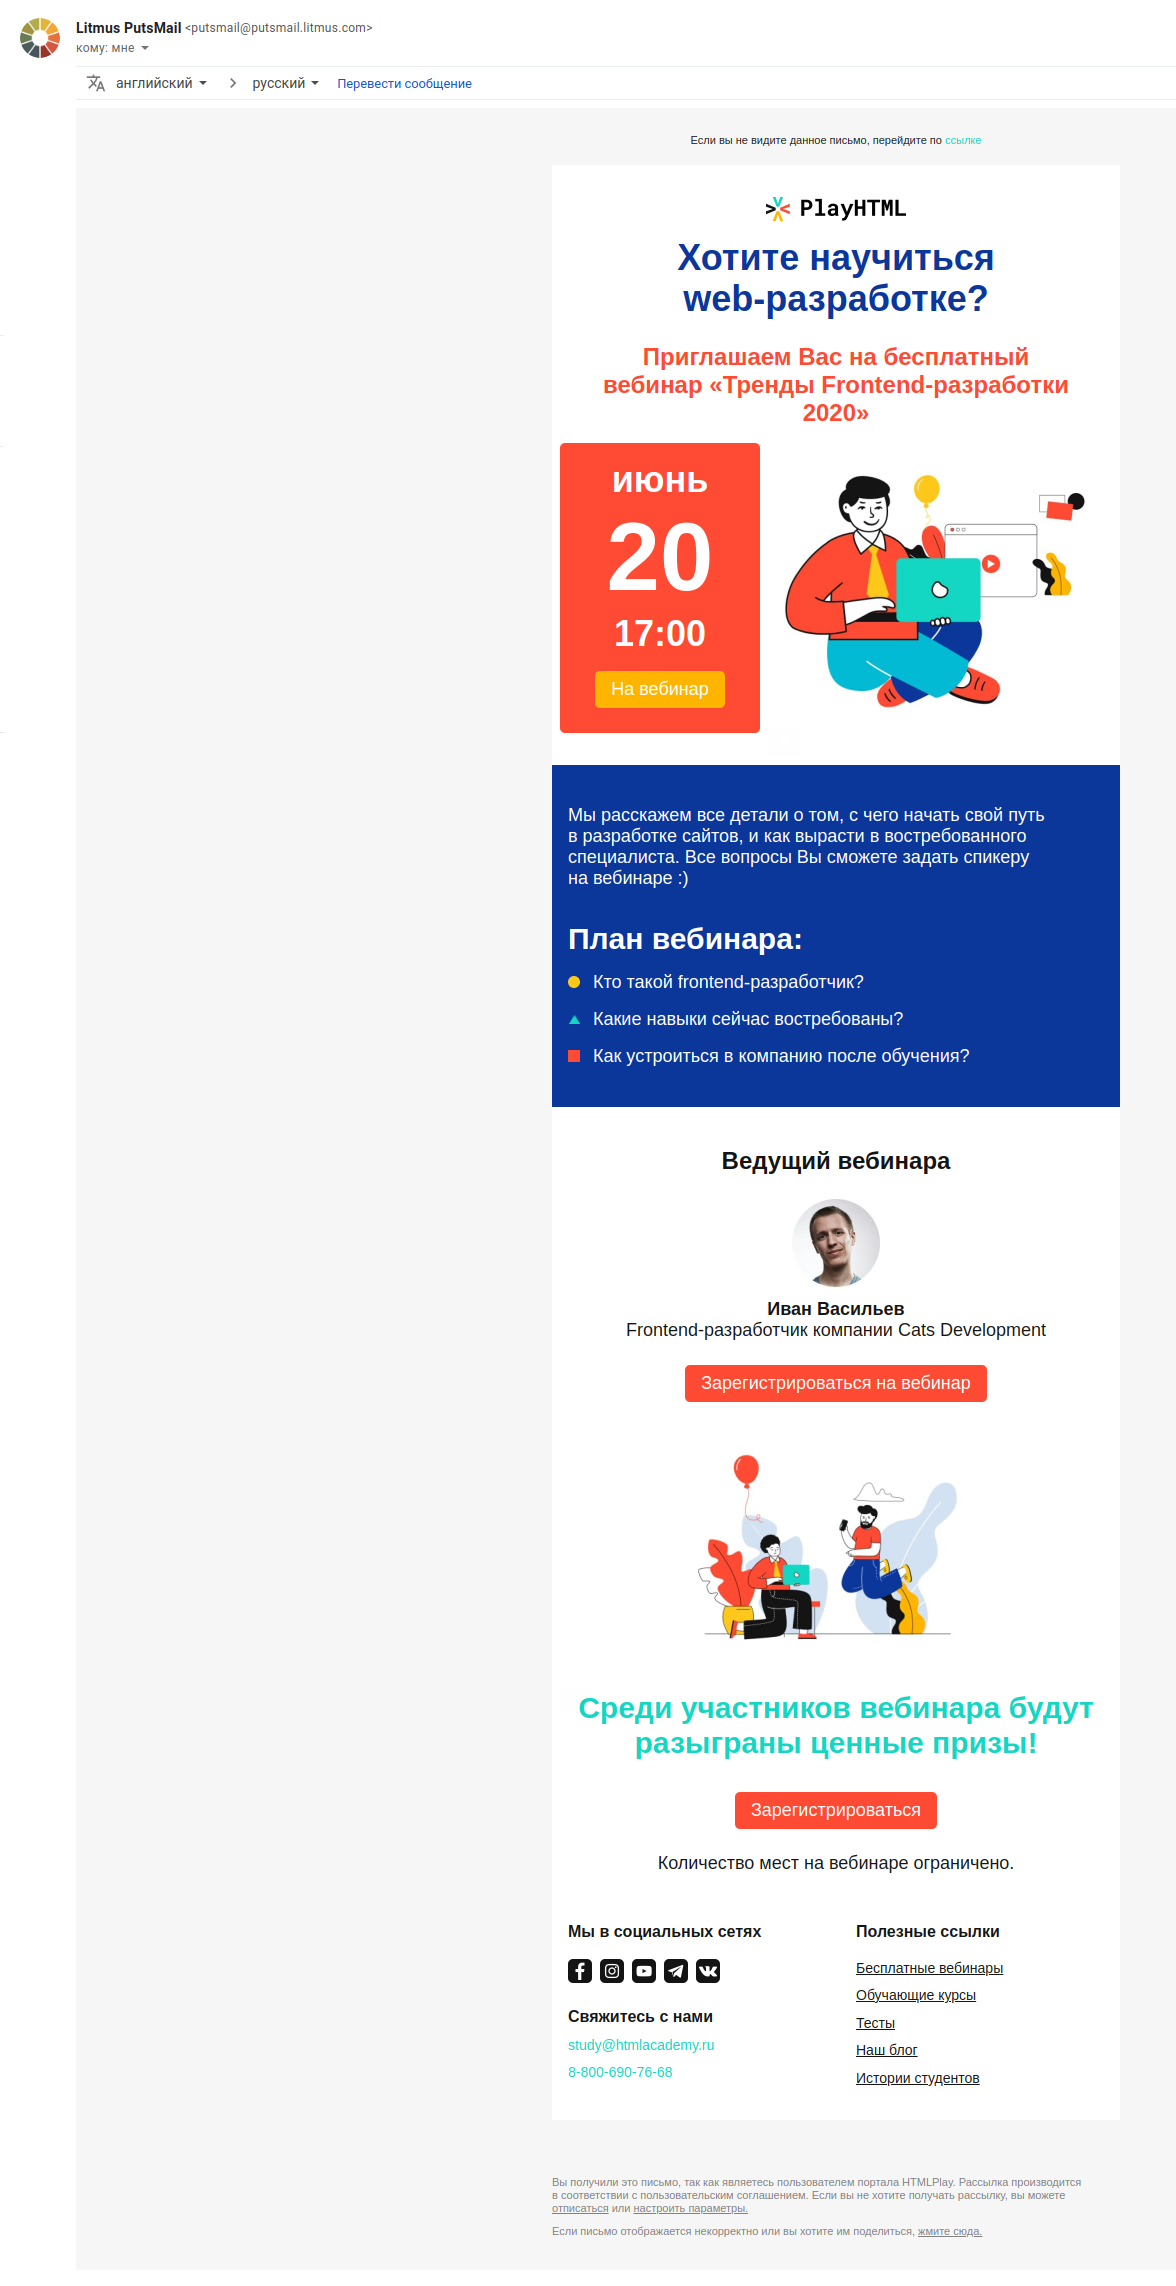 Litmus PutsMail <putsmail@putsmail.litmus.com>
кому: мне
английский > русский Перевести сообщение
Если вы не видите данное письмо, перейдите по ссылке
PlayHTML
Хотите научиться
web-разработке?
Приглашаем Вас на бесплатный
вебинар «Тренды Frontend-разработки
2020»
июнь
20
17:00
На вебинар
Мы расскажем все детали о том, с чего начать свой путь
в разработке сайтов, и как вырасти в востребованного
специалиста. Все вопросы Вы сможете задать спикеру
на вебинаре :)
План вебинара:
Кто такой frontend-разработчик?
Какие навыки сейчас востребованы?
Как устроиться в компанию после обучения?
Ведущий вебинара
Иван Васильев
Frontend-разработчик компании Cats Development
Зарегистрироваться на вебинар
Среди участников вебинара будут
разыграны ценные призы!
Зарегистрироваться
Количество мест на вебинаре ограничено.
Мы в социальных сетях
Свяжитесь с нами
study@htmlacademy.ru
8-800-690-76-68
Полезные ссылки
Бесплатные вебинары
Обучающие курсы
Тесты
Наш блог
Истории студентов
Вы получили это письмо, так как являетесь пользователем портала HTMLPlay. Рассылка производится
в соответствии с пользовательским соглашением. Если вы не хотите получать рассылку, вы можете
отписаться или настроить параметры.
Если письмо отображается некорректно или вы хотите им поделиться, жмите сюда.